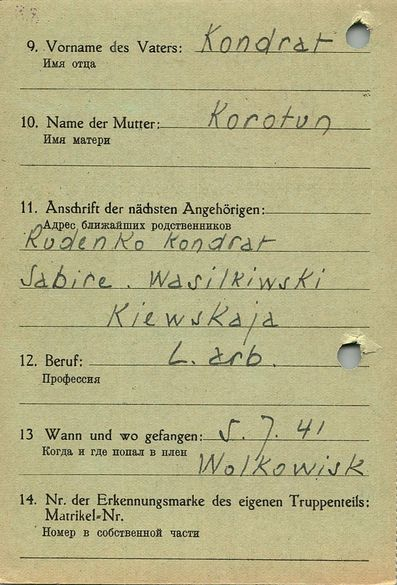 9. Vorname des Vaters: Kondrat
Имя отца
10. Name der Mutter: Korotun
Имя матери
11. Anschrift der nächsten Angehörigen:
Адрес ближайших родственников
Rudenko Kondrat
Sabire. Wasilkiwski
Kiewskaja
12. Beruf: L. arb.
Профессия
13 Wann und wo gefangen: 5. 7. 41
Когда и где попал в плен
Wolkowisk
14. Nr. der Erkennungsmarke des eigenen Truppenteils:
Matrikel-Nr.
Номер в собственной части